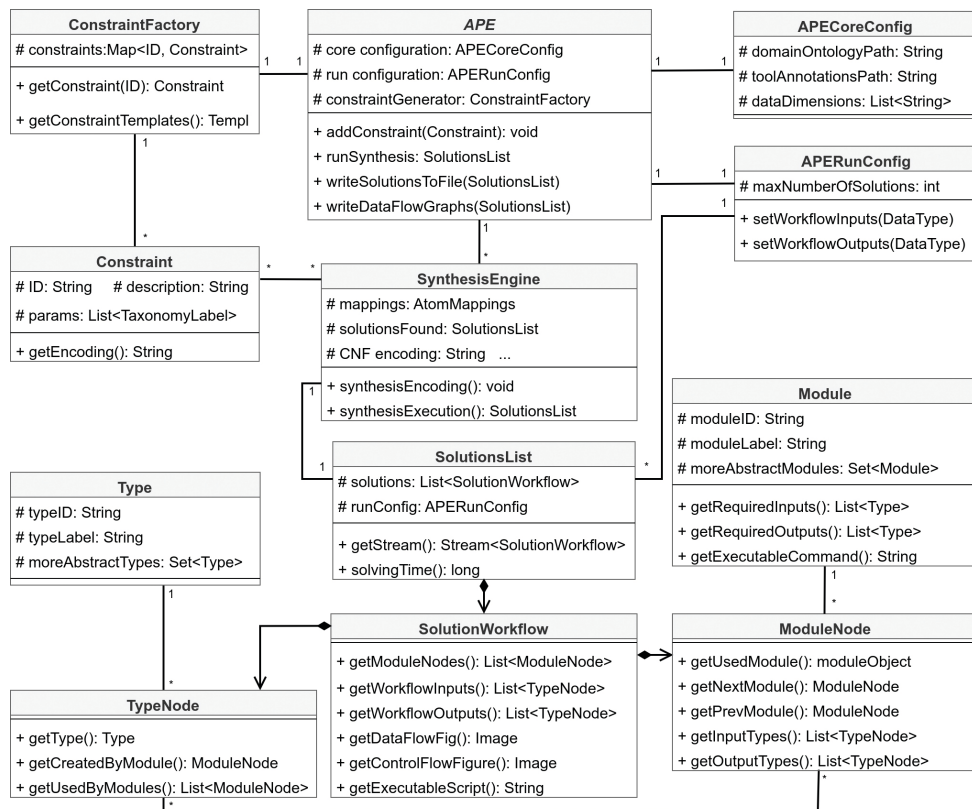 ConstraintFactory
# constraints:Map<ID, Constraint>
+ getConstraint(ID): Constraint
+ getConstraintTemplates(): Templ
1
1
1
*
APE
# core configuration: APECoreConfig
# run configuration: APERunConfig
# constraintGenerator: ConstraintFactory
+ addConstraint(Constraint): void
+ runSynthesis: SolutionsList
+ writeSolutionsToFile(SolutionsList)
+ writeDataFlowGraphs(SolutionsList)
1
1
1
1
1
*
APECoreConfig
# domainOntologyPath: String
# toolAnnotationsPath: String
# dataDimensions: List<String>
APERunConfig
# maxNumberOfSolutions: int
+ setWorkflowInputs(DataType)
+ setWorkflowOutputs(DataType)
1
*
Constraint
# ID: String # description: String
# params: List<TaxonomyLabel>
+ getEncoding(): String
*
*
SynthesisEngine
# mappings: AtomMappings
# solutionsFound: SolutionsList
# CNF encoding: String ...
+ synthesisEncoding(): void
+ synthesisExecution(): SolutionsList
1
1
SolutionsList
# solutions: List<SolutionWorkflow>
# runConfig: APERunConfig
+ getStream(): Stream<SolutionWorkflow>
+ solvingTime(): long
Module
# moduleID: String
# moduleLabel: String
# moreAbstractModules: Set<Module>
+ getRequiredInputs(): List<Type>
+ getRequiredOutputs(): List<Type>
+ getExecutableCommand(): String
1
*
Type
# typeID: String
# typeLabel: String
# moreAbstractTypes: Set<Type>
1
*
SolutionWorkflow
+ getModuleNodes(): List<ModuleNode>
+ getWorkflowInputs(): List<TypeNode>
+ getWorkflowOutputs(): List<TypeNode>
+ getDataFlowFig(): Image
+ getControlFlowFigure(): Image
+ getExecutableScript(): String
ModuleNode
+ getUsedModule(): moduleObject
+ getNextModule(): ModuleNode
+ getPrevModule(): ModuleNode
+ getInputTypes(): List<TypeNode>
+ getOutputTypes(): List<TypeNode>
*
TypeNode
+ getType(): Type
+ getCreatedByModule(): ModuleNode
+ getUsedByModules(): List<ModuleNode>
*